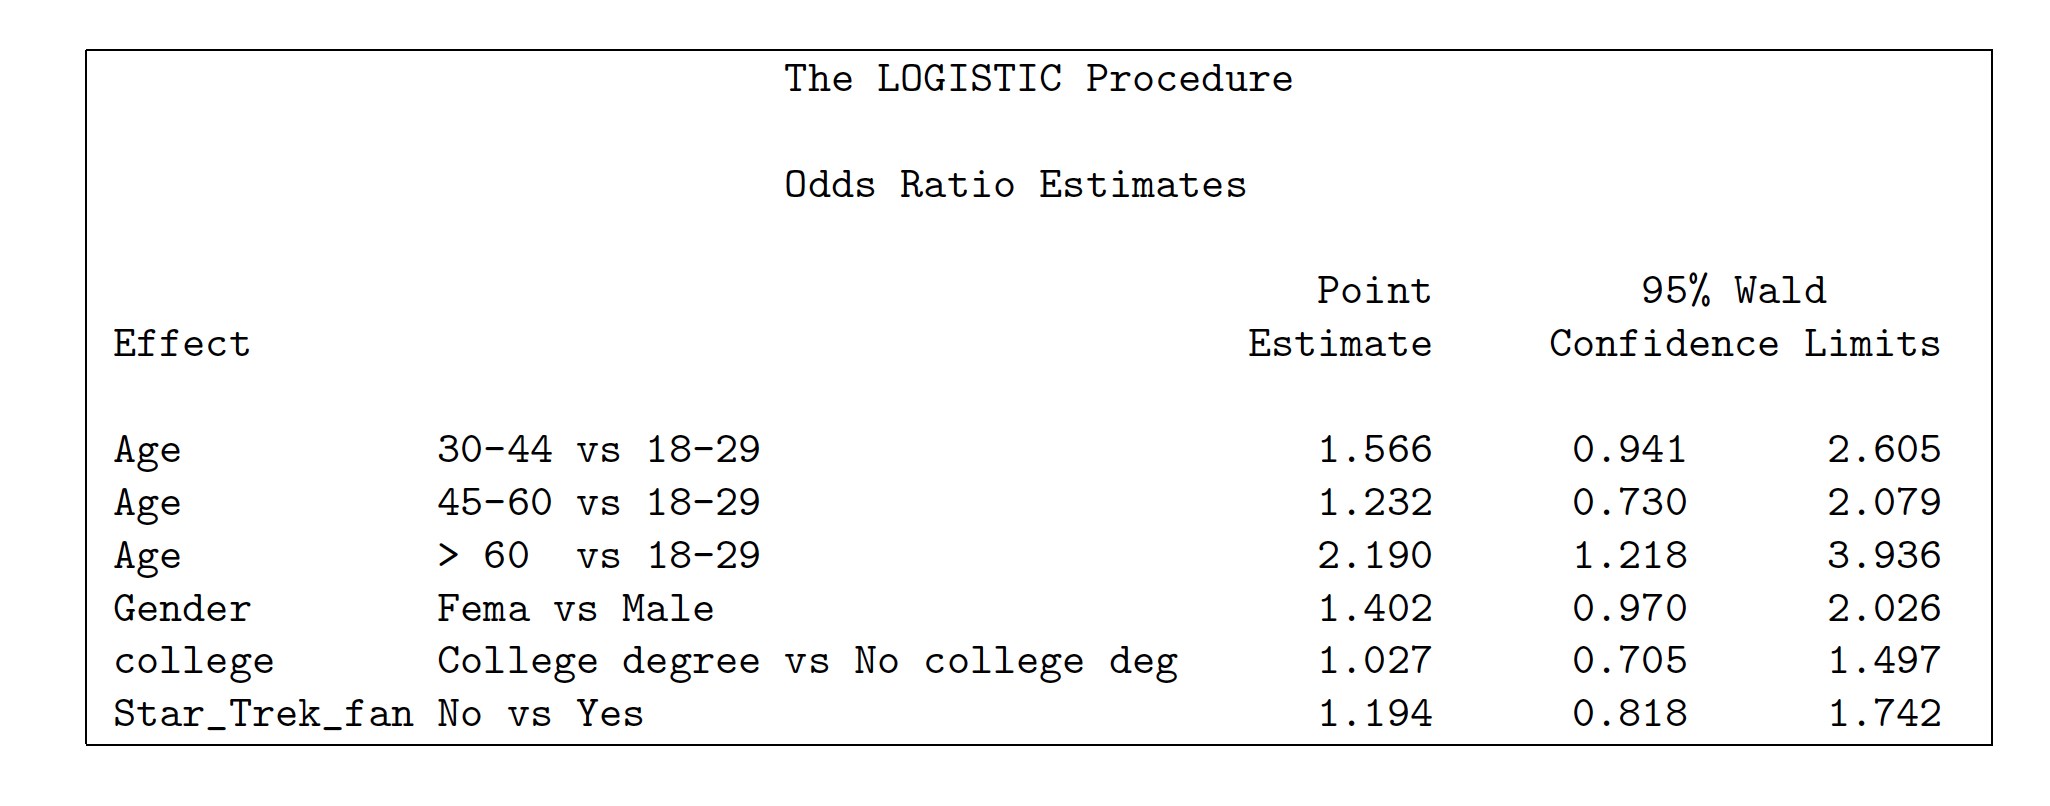 The LOGISTIC Procedure
Odds Ratio Estimates
Point 95% Wald
Effect Estimate Confidence Limits
Age 30-44 vs 18-29 1.566 0.941 2.605
Age 45-60 vs 18-29 1.232 0.730 2.079
Age > 60 vs 18-29 2.190 1.218 3.936
Gender Fema vs Male 1.402 0.970 2.026
college College degree vs No college deg 1.027 0.705 1.497
Star_Trek_fan No vs Yes 1.194 0.818 1.742